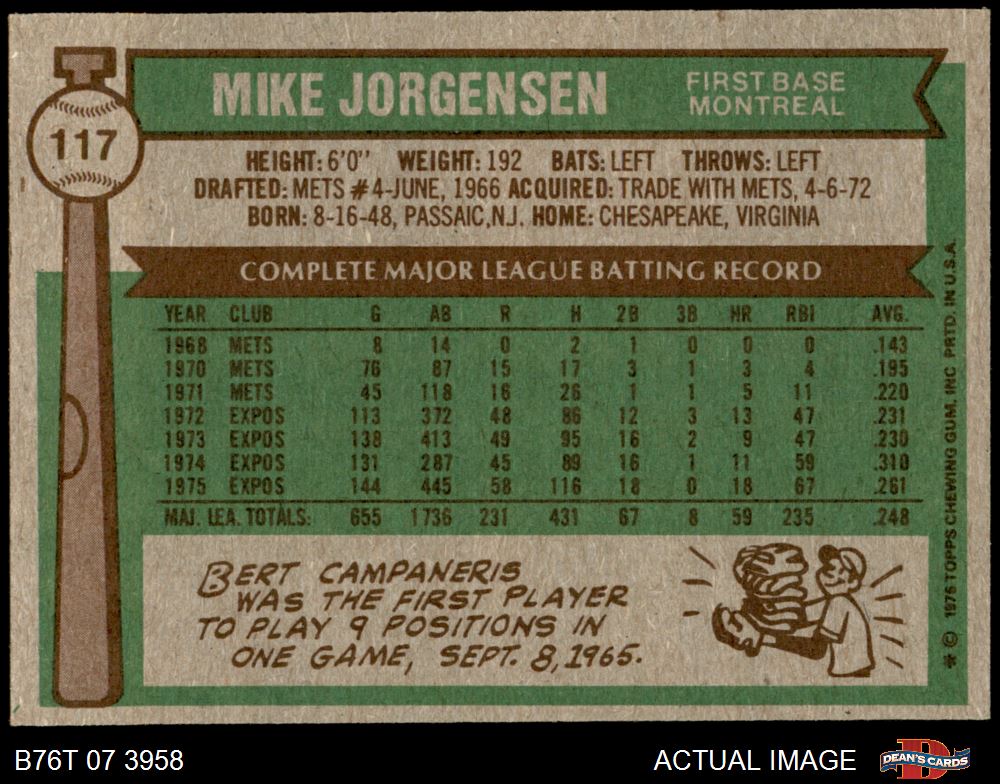 117
MIKE JORGENSEN
FIRST BASE
MONTREAL
HEIGHT: 6'0" WEIGHT: 192 BATS: LEFT THROWS: LEFT
DRAFTED: METS #4-JUNE, 1966 ACQUIRED: TRADE WITH METS, 4-6-72
BORN: 8-16-48, PASSAIC, N.J. HOME: CHESAPEAKE, VIRGINIA
COMPLETE MAJOR LEAGUE BATTING RECORD
YEAR CLUB G AB R H 2B 3B HR RBI AVG.
1968 METS 8 14 0 2 1 0 0 0 .143
1970 METS 76 87 15 17 3 1 3 4 .195
1971 METS 45 118 16 26 1 1 5 11 .220
1972 EXPOS 113 372 48 86 12 3 13 47 .231
1973 EXPOS 138 413 49 95 16 2 9 47 .230
1974 EXPOS 131 287 45 89 16 1 11 59 .310
1975 EXPOS 144 445 58 116 18 0 18 67 .261
MAJ. LEA. TOTALS: 655 1736 231 431 67 8 59 235 .248
BERT CAMPANERIS
WAS THE FIRST PLAYER
TO PLAY 9 POSITIONS IN
ONE GAME, SEPT. 8, 1965.
* © 1976 TOPPS CHEWING GUM, INC PRTD. IN U.S.A.
B76T 07 3958
ACTUAL IMAGE
D
DEAN'S CARDS